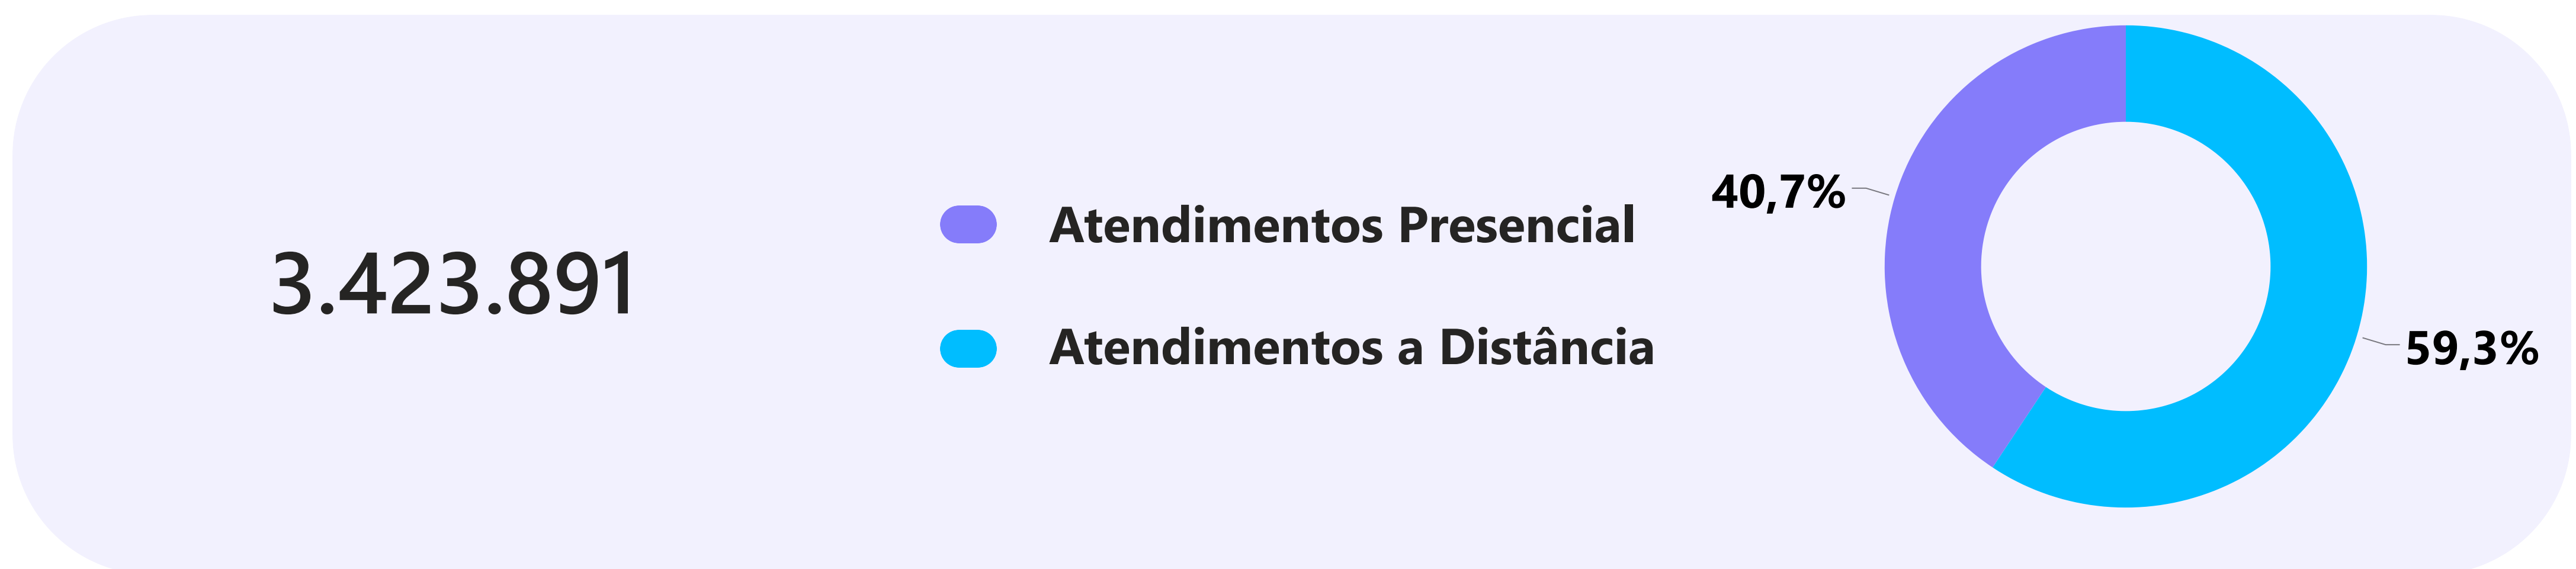 3.423.891
Atendimentos Presencial
Atendimentos a Distância
40,7%
59,3%